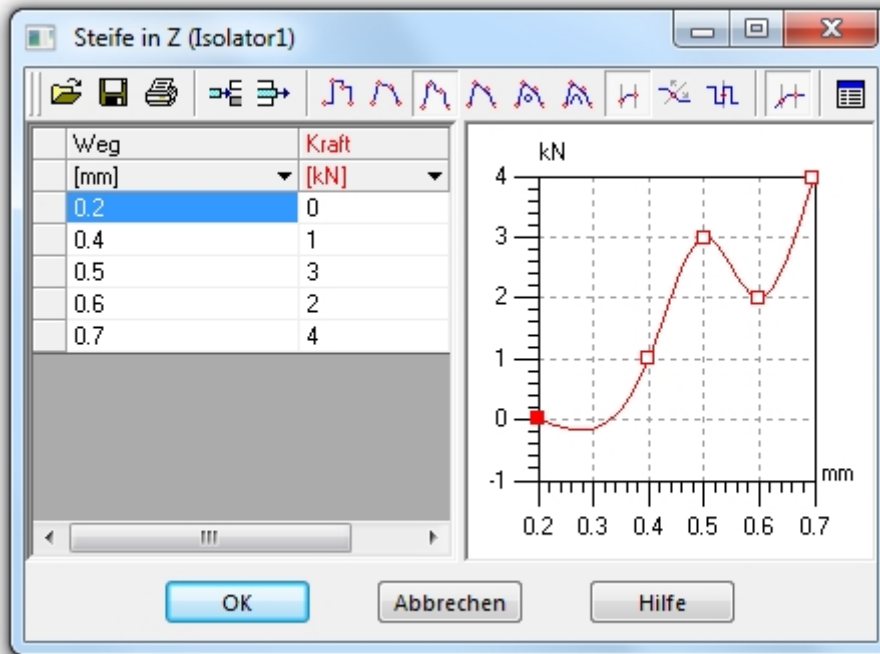 Steife in Z (Isolator1)
Weg Kraft
[mm] [kN]
0.2 0
0.4 1
0.5 3
0.6 2
0.7 4
kN
4
3
2
1
0
-1
mm
0.2 0.3 0.4 0.5 0.6 0.7
OK Abbrechen Hilfe